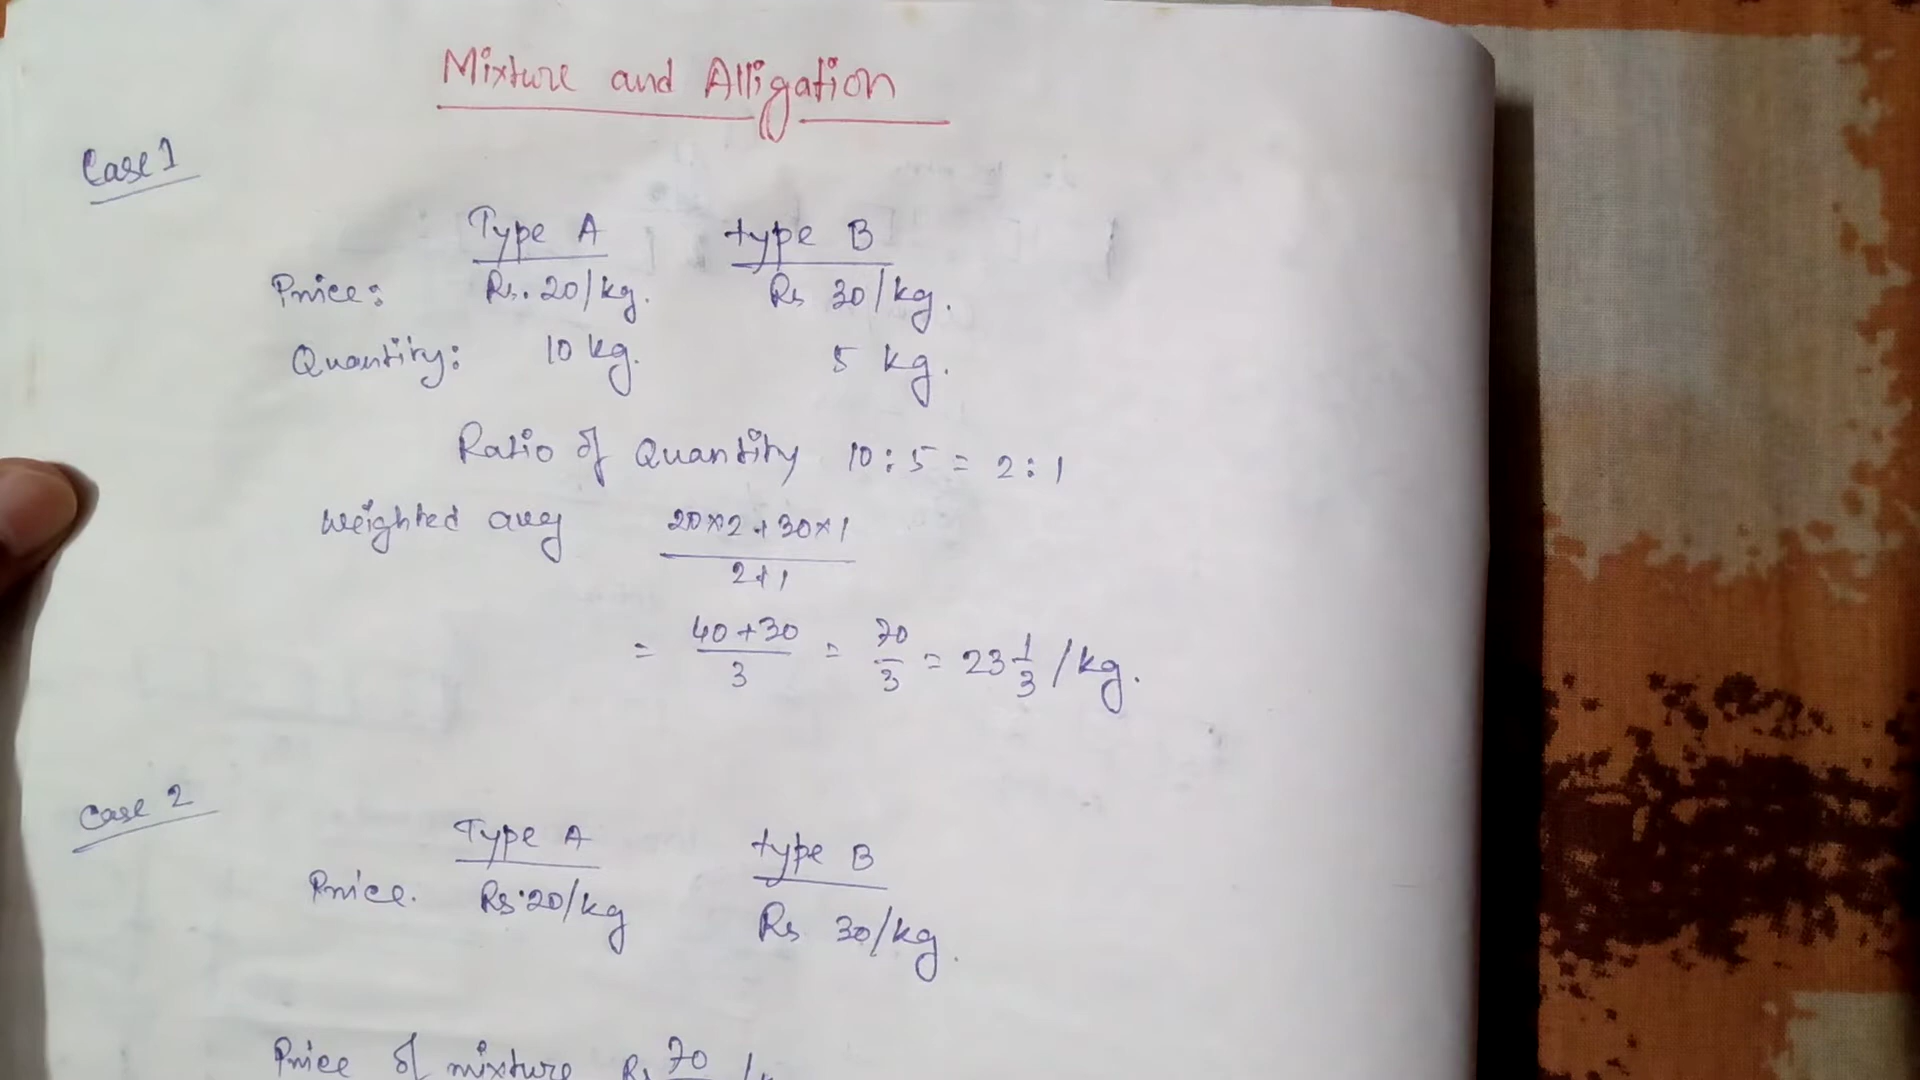 Mixture and Alligation
Case 1
Type A type B
Price: Rs. 20/kg. Rs 30/kg.
Quantity: 10 kg. 5 kg.
Ratio of Quantity 10:5 = 2:1
Weighted avg 20×2+30×1
2+1
= 40+30 = 70 = 23 1/3 /kg.
3 3
Case 2
Type A type B
Price. Rs. 20/kg Rs 30/kg.
Price of mixture Rs 70